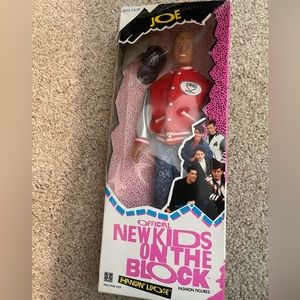 JOE
OFFICIAL
NEW KIDS
ON THE
BLOCK
HANGIN' LOOSE
FASHION FIGURES